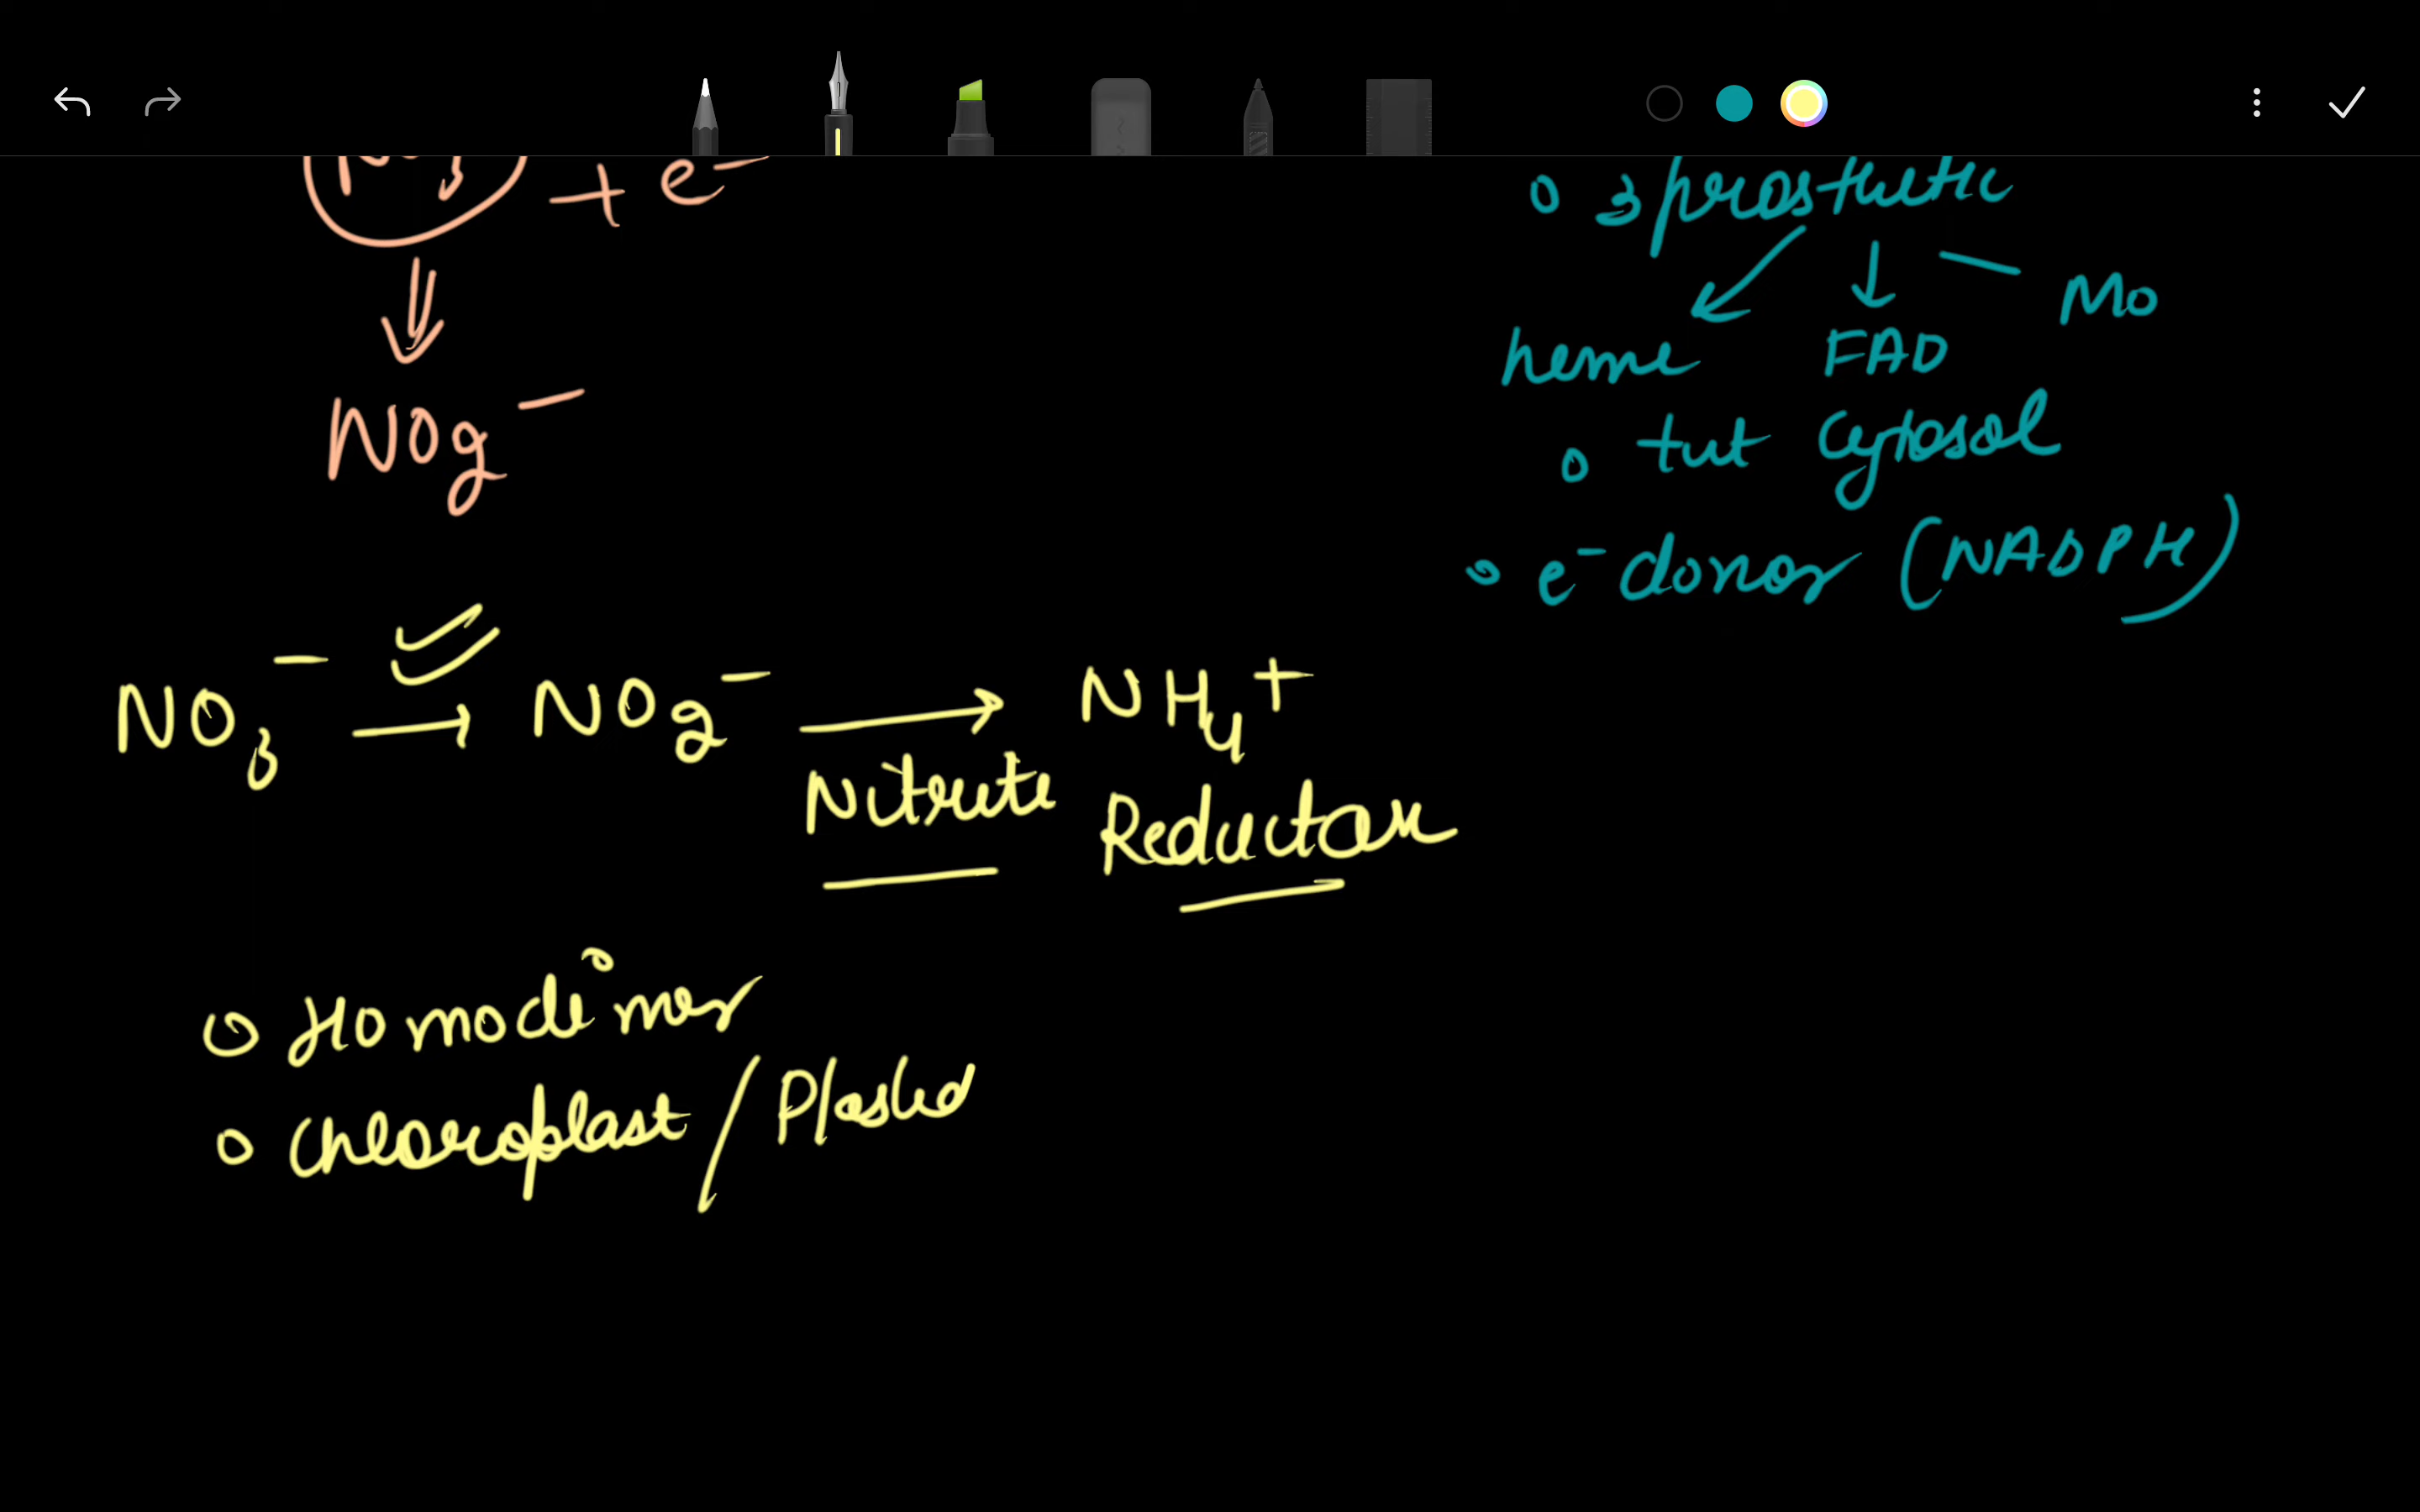 + e⁻
NO₂⁻
o 3 prosthetic
heme FAD Mo
o cytosol
o e⁻ donor (NADPH)
NO₃⁻ → NO₂⁻ → NH₄⁺
Nitrite Reductase
o Homodimer
o Chloroplast / Plastid